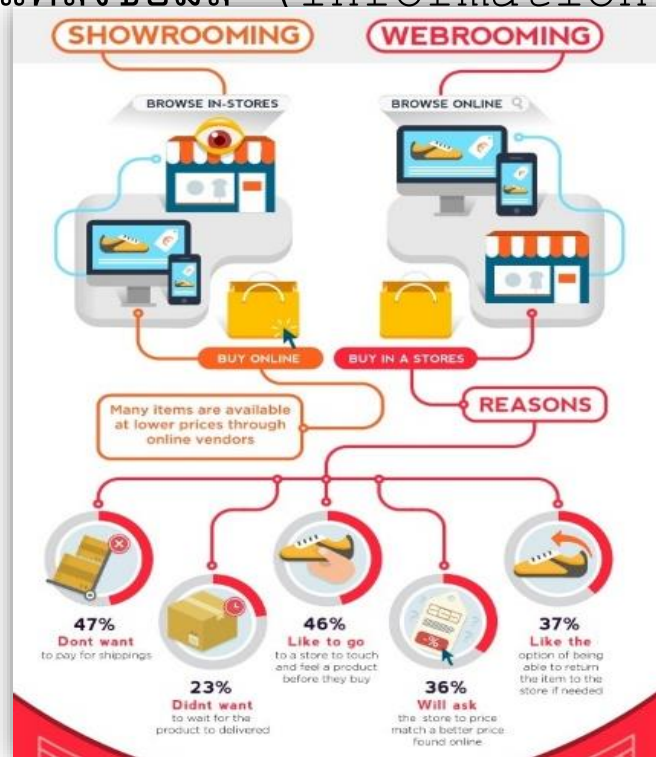 (Information
SHOWROOMING
WEBROOMING
BROWSE IN-STORES
BROWSE ONLINE
BUY ONLINE
BUY IN A STORES
Many items are available
at lower prices through
online vendors
REASONS
47%
Dont want
to pay for shippings
23%
Didnt want
to wait for the
product to delivered
46%
Like to go
to a store to touch
and feel a product
before they buy
-%
36%
Will ask
the store to price
match a better price
found online
37%
Like the
option of being
able to return
the item to the
store if needed